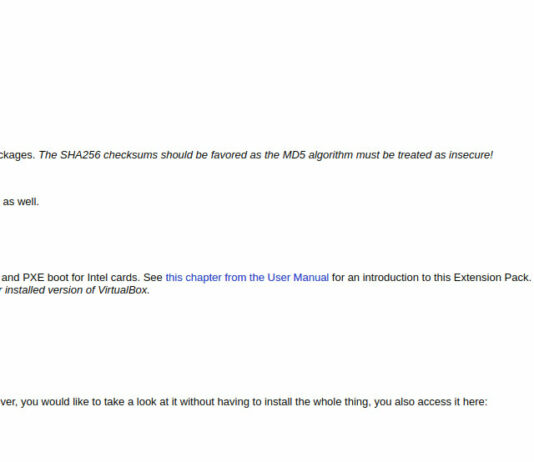 ckages. The SHA256 checksums should be favored as the MD5 algorithm must be treated as insecure!
as well.
and PXE boot for Intel cards. See this chapter from the User Manual for an introduction to this Extension Pack.
r installed version of VirtualBox.
ver, you would like to take a look at it without having to install the whole thing, you also access it here: